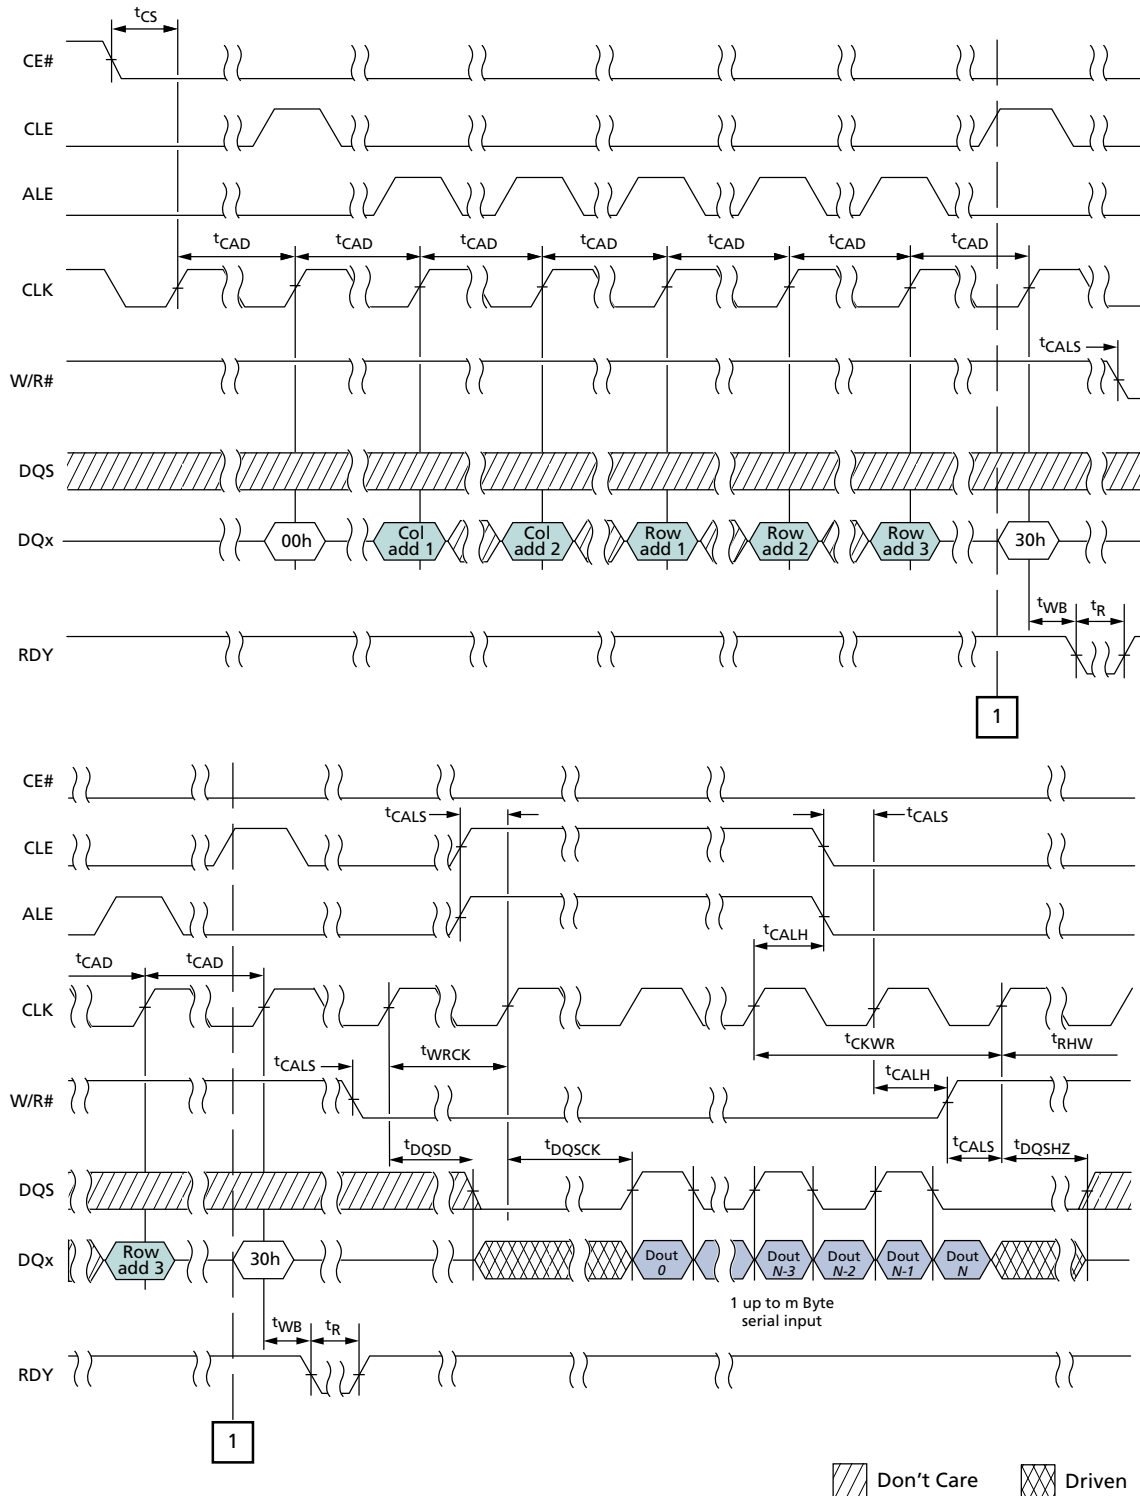 tCS
CE#
CLE
ALE
tCAD tCAD tCAD tCAD tCAD tCAD tCAD
CLK
tCALS
W/R#
DQS
DQx
00h
Col
add 1
Col
add 2
Row
add 1
Row
add 2
Row
add 3
30h
tWB tR
RDY
1
CE#
tCALS tCALS
CLE
ALE
tCALH
tCAD tCAD
CLK
tCKWR tRHW
tCALS tWRCK
tCALH
W/R#
tDQSD tDQSCK tCALS tDQSHZ
DQS
DQx
Row
add 3
30h
Dout
0
Dout
N-3
Dout
N-2
Dout
N-1
Dout
N
1 up to m Byte
serial input
tWB tR
RDY
1
Don't Care Driven